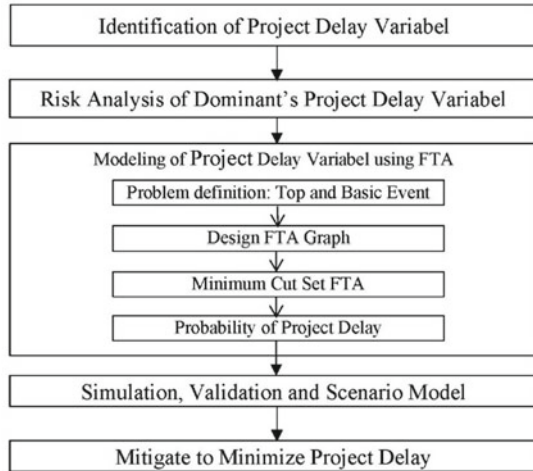 Identification of Project Delay Variabel
Risk Analysis of Dominant's Project Delay Variabel
Modeling of Project Delay Variabel using FTA
Problem definition: Top and Basic Event
Design FTA Graph
Minimum Cut Set FTA
Probability of Project Delay
Simulation, Validation and Scenario Model
Mitigate to Minimize Project Delay